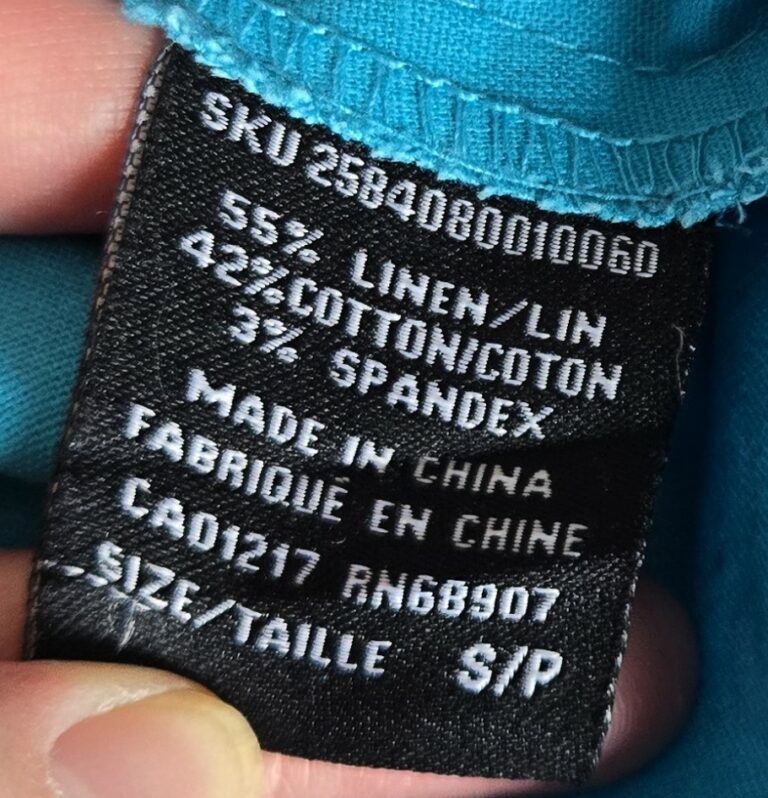 SKU 2584080010060
55% LINEN/LIN
42% COTTON/COTON
3% SPANDEX
MADE IN CHINA
FABRIQUÉ EN CHINE
CA01217 RN68907
SIZE/TAILLE S/P